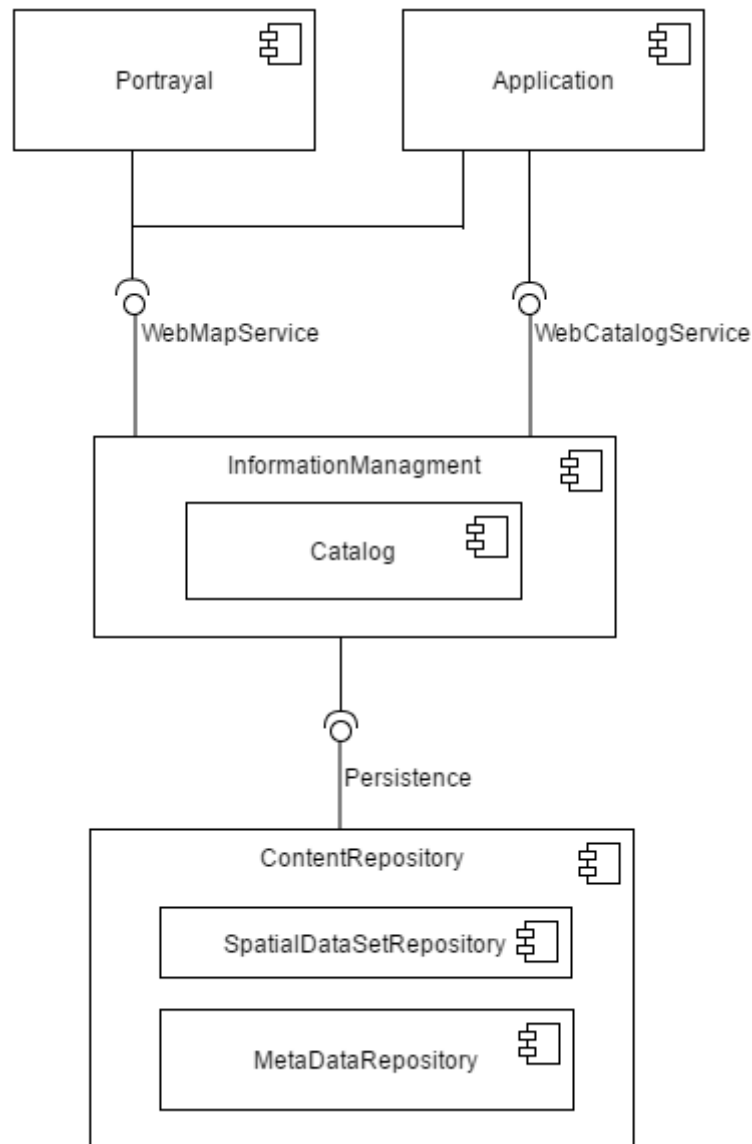 Portrayal
Application
WebMapService
WebCatalogService
InformationManagment
Catalog
Persistence
ContentRepository
SpatialDataSetRepository
MetaDataRepository